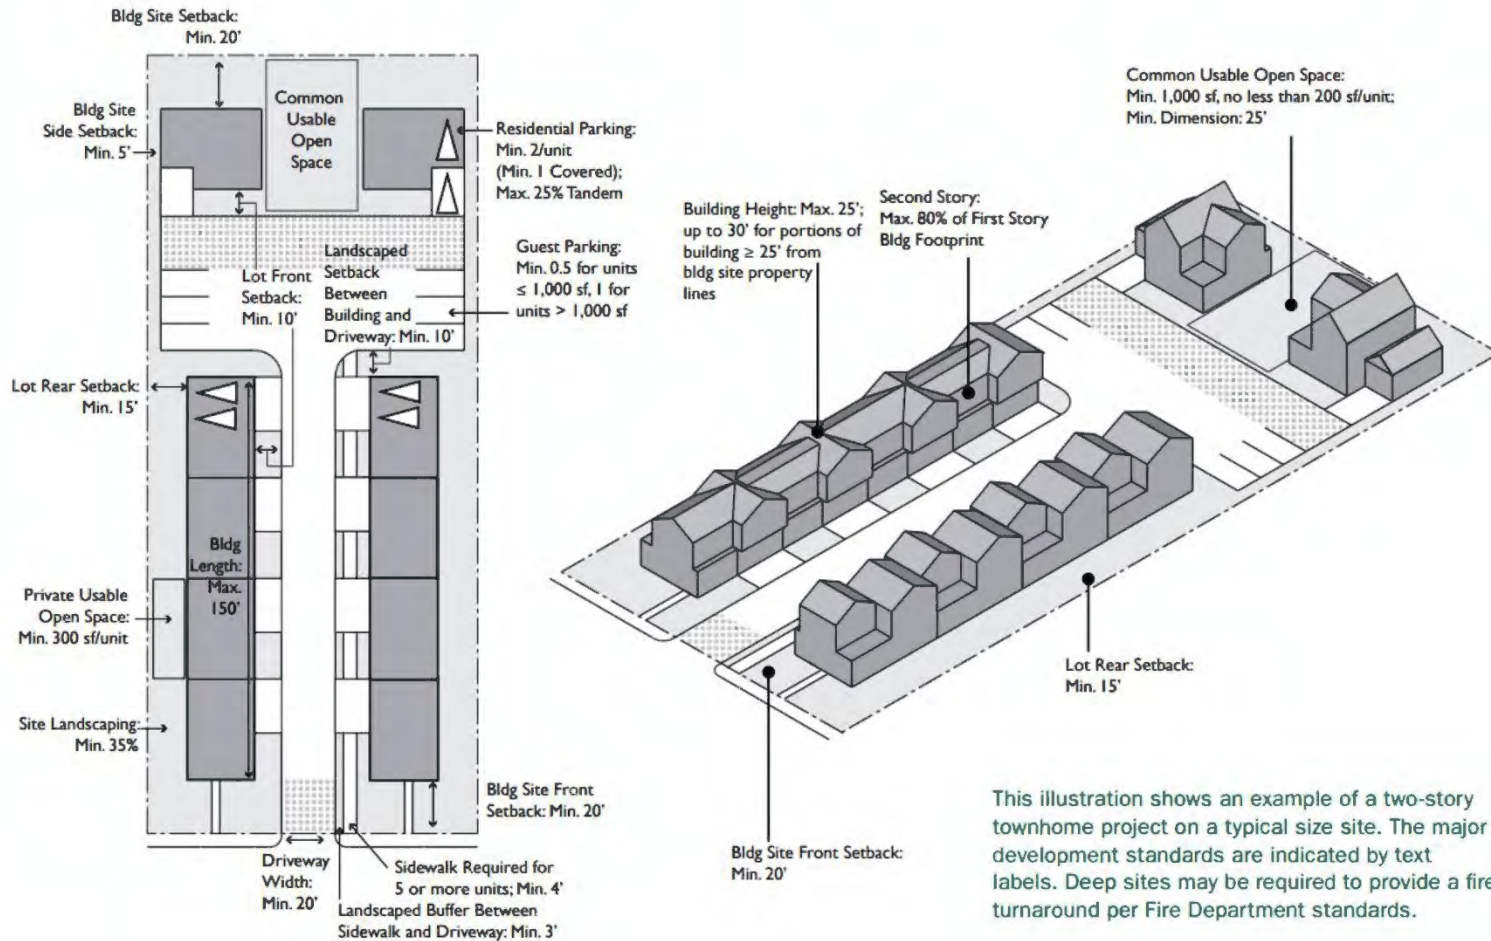 Bldg Site Setback:
Min. 20'
Bldg Site
Side Setback:
Min. 5'
Common
Usable
Open
Space
Residential Parking:
Min. 2/unit
(Min. 1 Covered);
Max. 25% Tandem
Guest Parking:
Min. 0.5 for units
≤ 1,000 sf, 1 for
units > 1,000 sf
Lot Front
Setback:
Min. 10'
Landscaped
Setback
Between
Building and
Driveway: Min. 10'
Lot Rear Setback:
Min. 15'
Bldg
Length:
Max.
150'
Private Usable
Open Space:
Min. 300 sf/unit
Site Landscaping:
Min. 35%
Bldg Site Front
Setback: Min. 20'
Driveway
Width:
Min. 20'
Sidewalk Required for
5 or more units; Min. 4'
Landscaped Buffer Between
Sidewalk and Driveway: Min. 3'
Building Height: Max. 25';
up to 30' for portions of
building ≥ 25' from
bldg site property
lines
Second Story:
Max. 80% of First Story
Bldg Footprint
Common Usable Open Space:
Min. 1,000 sf, no less than 200 sf/unit;
Min. Dimension: 25'
Lot Rear Setback:
Min. 15'
Bldg Site Front Setback:
Min. 20'
This illustration shows an example of a two-story
townhome project on a typical size site. The major
development standards are indicated by text
labels. Deep sites may be required to provide a fire
turnaround per Fire Department standards.